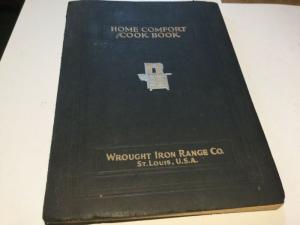 HOME COMFORT
COOK BOOK
WROUGHT IRON RANGE CO.
ST. LOUIS, U.S.A.